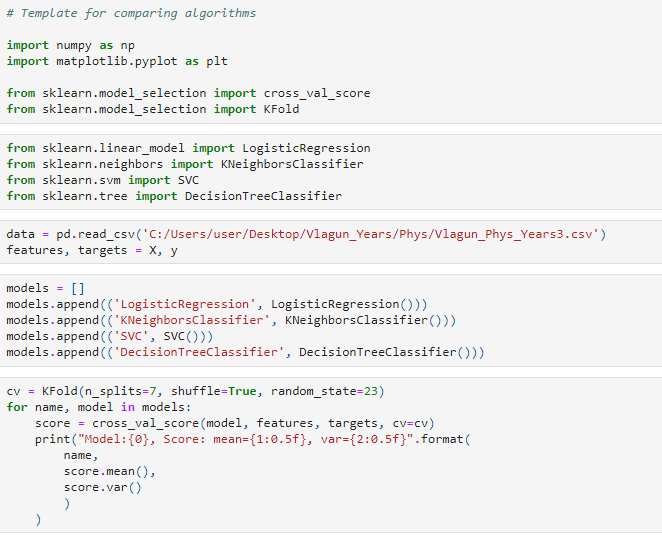 # Template for comparing algorithms
import numpy as np
import matplotlib.pyplot as plt
from sklearn.model_selection import cross_val_score
from sklearn.model_selection import KFold
from sklearn.linear_model import LogisticRegression
from sklearn.neighbors import KNeighborsClassifier
from sklearn.svm import SVC
from sklearn.tree import DecisionTreeClassifier
data = pd.read_csv('C:/Users/user/Desktop/Vlagun_Years/Phys/Vlagun_Phys_Years3.csv')
features, targets = X, y
models = []
models.append(('LogisticRegression', LogisticRegression()))
models.append(('KNeighborsClassifier', KNeighborsClassifier()))
models.append(('SVC', SVC()))
models.append(('DecisionTreeClassifier', DecisionTreeClassifier()))
cv = KFold(n_splits=7, shuffle=True, random_state=23)
for name, model in models:
    score = cross_val_score(model, features, targets, cv=cv)
    print("Model:{0}, Score: mean={1:0.5f}, var={2:0.5f}".format(
        name,
        score.mean(),
        score.var()
        )
    )